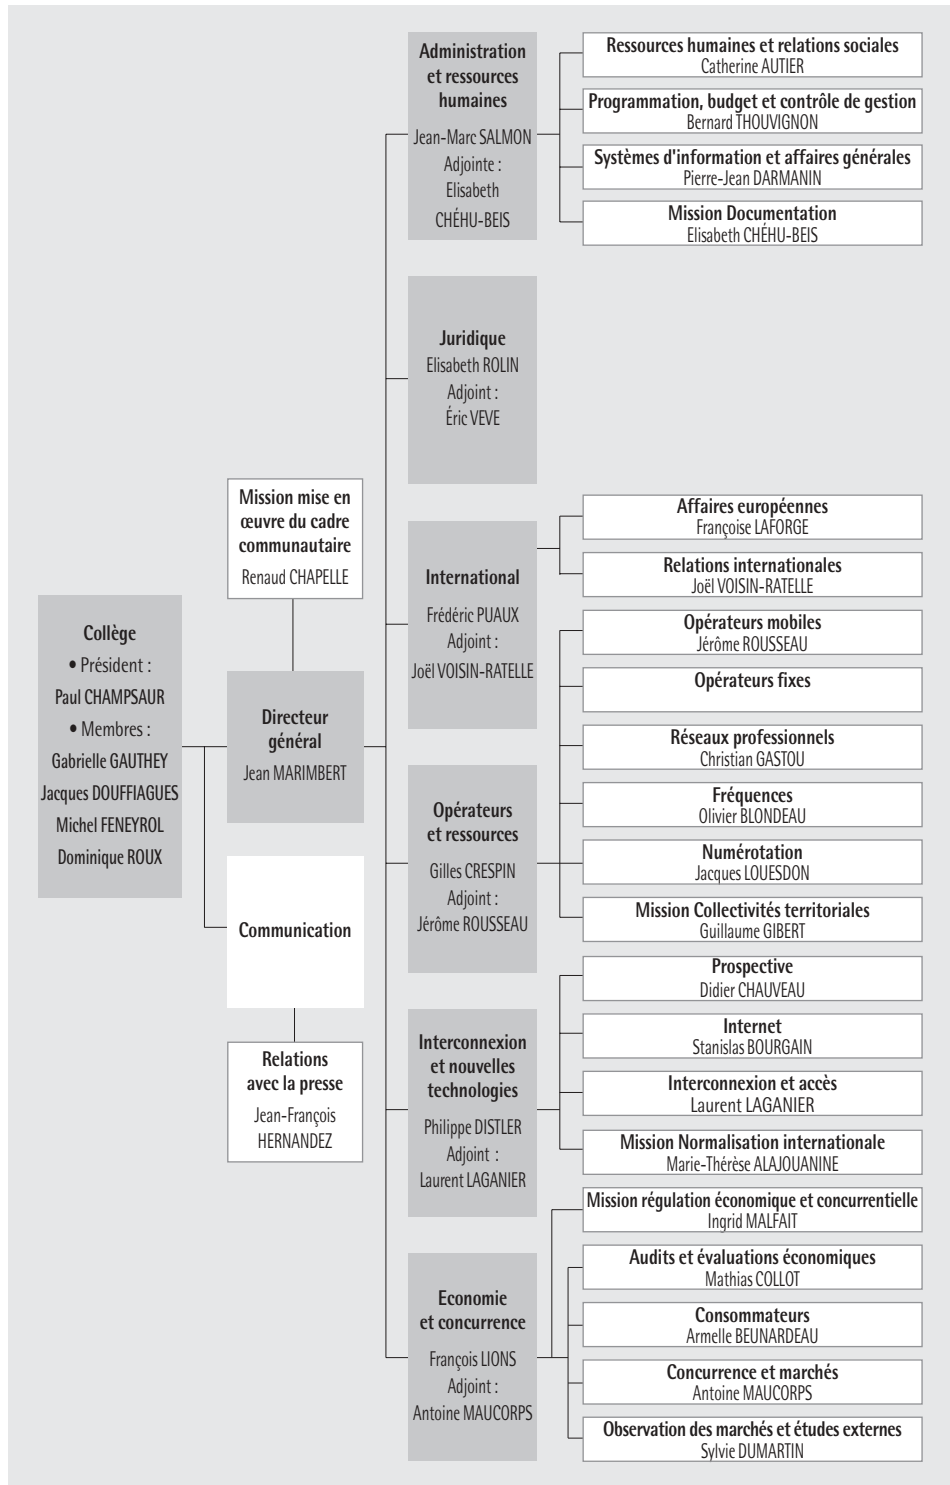 Collège
• Président :
Paul CHAMPSAUR
• Membres :
Gabrielle GAUTHEY
Jacques DOUFFIAGUES
Michel FENEYROL
Dominique ROUX
Mission mise en
œuvre du cadre
communautaire
Renaud CHAPELLE
Directeur
général
Jean MARIMBERT
Communication
Relations
avec la presse
Jean-François
HERNANDEZ
Administration
et ressources
humaines
Jean-Marc SALMON
Adjointe :
Elisabeth
CHÉHU-BEIS
Ressources humaines et relations sociales
Catherine AUTIER
Programmation, budget et contrôle de gestion
Bernard THOUVIGNON
Systèmes d'information et affaires générales
Pierre-Jean DARMANIN
Mission Documentation
Elisabeth CHÉHU-BEIS
Juridique
Elisabeth ROLIN
Adjoint :
Éric VEVE
International
Frédéric PUAUX
Adjoint :
Joël VOISIN-RATELLE
Affaires européennes
Françoise LAFORGE
Relations internationales
Joël VOISIN-RATELLE
Opérateurs
et ressources
Gilles CRESPIN
Adjoint :
Jérôme ROUSSEAU
Opérateurs mobiles
Jérôme ROUSSEAU
Opérateurs fixes
Réseaux professionnels
Christian GASTOU
Fréquences
Olivier BLONDEAU
Numérotation
Jacques LOUESDON
Mission Collectivités territoriales
Guillaume GIBERT
Interconnexion
et nouvelles
technologies
Philippe DISTLER
Adjoint :
Laurent LAGANIER
Prospective
Didier CHAUVEAU
Internet
Stanislas BOURGAIN
Interconnexion et accès
Laurent LAGANIER
Mission Normalisation internationale
Marie-Thérèse ALAJOUANINE
Economie
et concurrence
François LIONS
Adjoint :
Antoine MAUCORPS
Mission régulation économique et concurrentielle
Ingrid MALFAIT
Audits et évaluations économiques
Mathias COLLOT
Consommateurs
Armelle BEUNARDEAU
Concurrence et marchés
Antoine MAUCORPS
Observation des marchés et études externes
Sylvie DUMARTIN